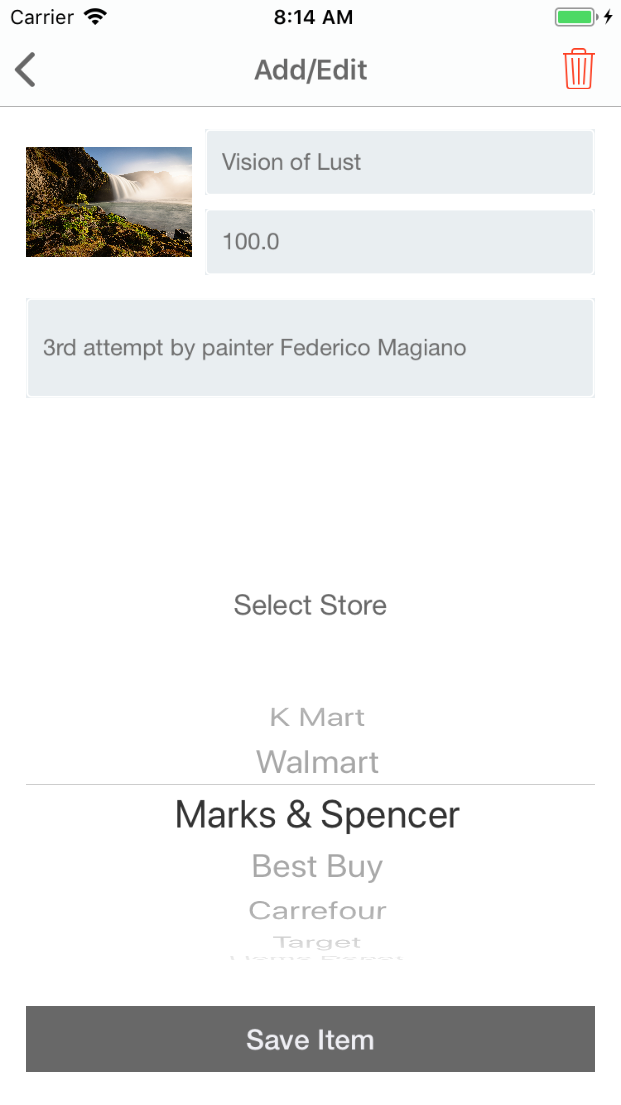 Carrier
8:14 AM
Add/Edit
Vision of Lust
100.0
3rd attempt by painter Federico Magiano
Select Store
K Mart
Walmart
Marks & Spencer
Best Buy
Carrefour
Target
Save Item